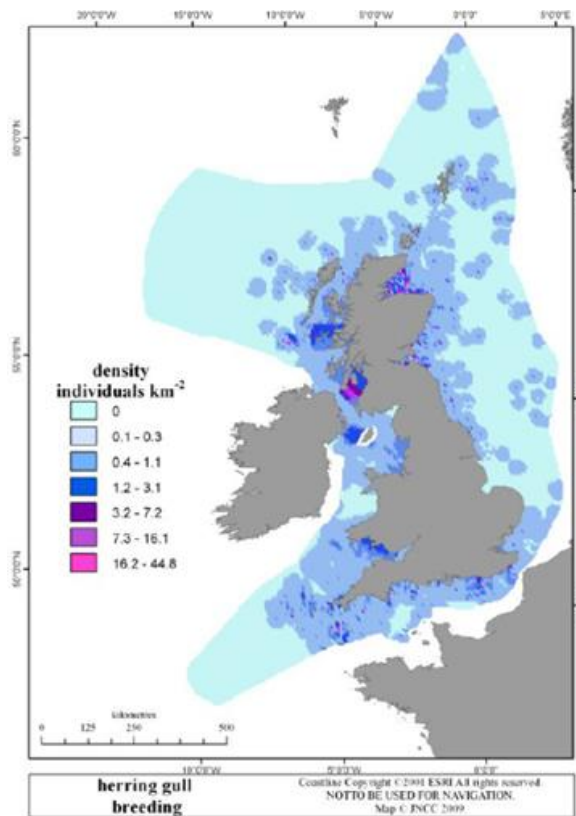 20°0'0"W 10°0'0"W 5°0'0"W 0°0'0" 5°0'0"E
density
individuals km⁻²
0
0.1 - 0.3
0.4 - 1.1
1.2 - 3.1
3.2 - 7.2
7.3 - 16.1
16.2 - 44.8
kilometres
0 125 250 500
10°0'0"W 5°0'0"W 0°0'0"
herring gull
breeding
Coastline Copyright ©2001 ESRI All rights reserved.
NOT TO BE USED FOR NAVIGATION.
Map © JNCC 2009